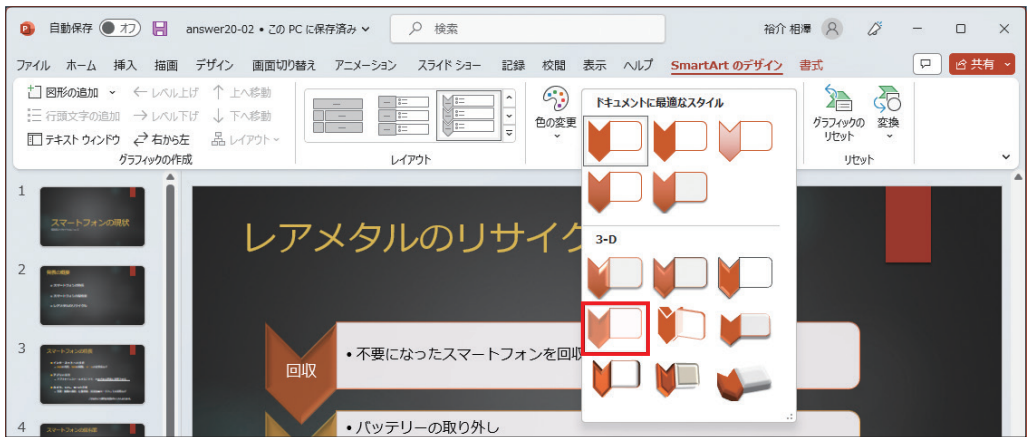 自動保存 オフ answer20-02 • この PC に保存済み 検索 裕介 相澤
ファイル ホーム 挿入 描画 デザイン 画面切り替え アニメーション スライド ショー 記録 校閲 表示 ヘルプ SmartArt のデザイン 書式 共有
図形の追加 レベル上げ 上へ移動
行頭文字の追加 レベル下げ 下へ移動
テキスト ウィンドウ 右から左 レイアウト
グラフィックの作成
レイアウト
色の変更
ドキュメントに最適なスタイル
3-D
グラフィックの
リセット
変換
リセット
1
スマートフォンの現状
2
3
4
レアメタルのリサイク
回収
• 不要になったスマートフォンを回収
• バッテリーの取り外し